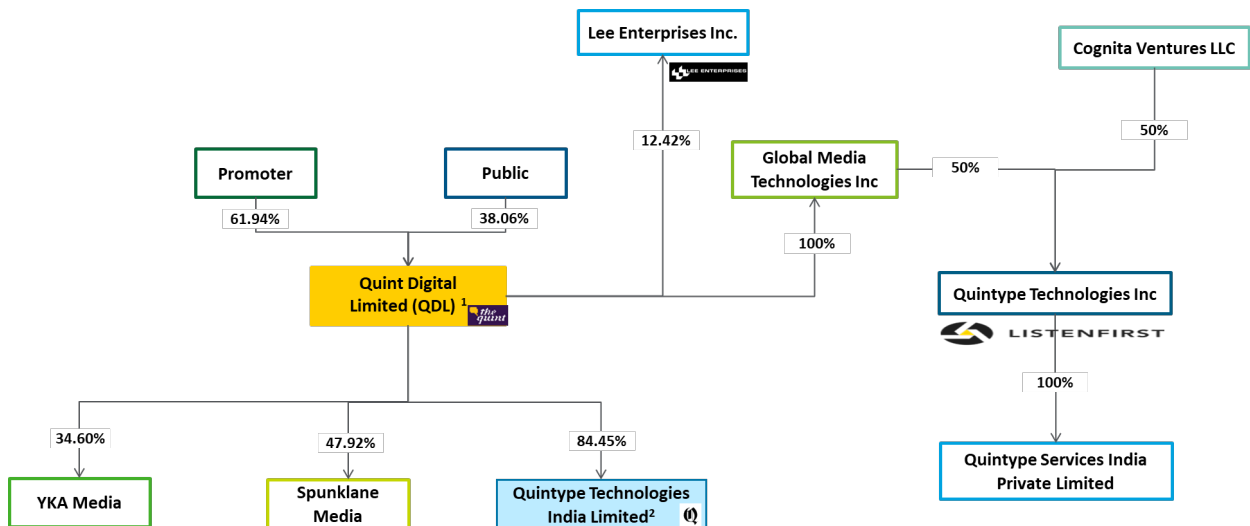 Lee Enterprises Inc.
LEE ENTERPRISES
Cognita Ventures LLC
12.42%
50%
Promoter
Public
Global Media
Technologies Inc
50%
61.94%
38.06%
100%
Quint Digital
Limited (QDL) 1
the
quint
Quintype Technologies Inc
LISTENFIRST
100%
34.60%
47.92%
84.45%
YKA Media
Spunklane
Media
Quintype Technologies
India Limited2
Q
Quintype Services India
Private Limited